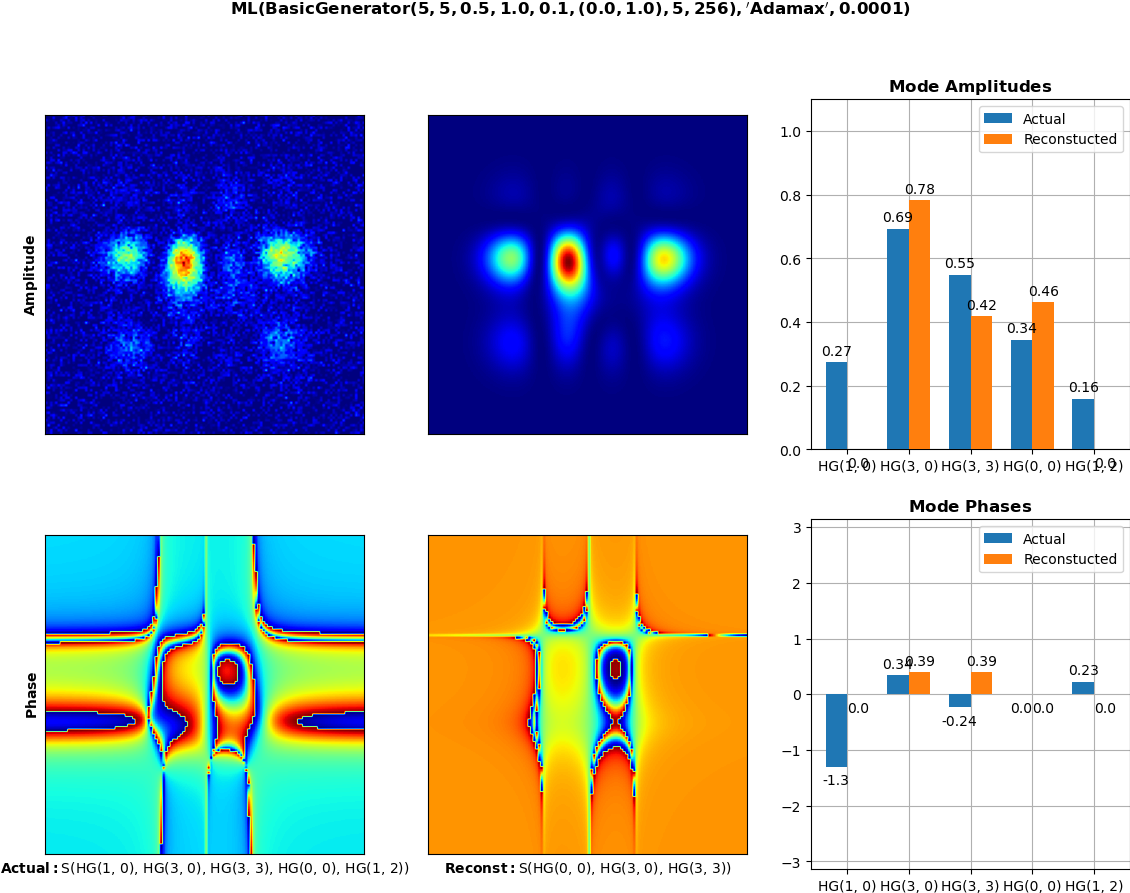 ML(BasicGenerator(5, 5, 0.5, 1.0, 0.1, (0.0, 1.0), 5, 256), ′Adamax′, 0.0001)
Mode Amplitudes
Amplitude
1.0
0.8
0.6
0.4
0.2
0.0
Actual
Reconstucted
0.27
0.0
0.69
0.78
0.55
0.42
0.34
0.46
0.16
0.0
HG(1, 0) HG(3, 0) HG(3, 3) HG(0, 0) HG(1, 2)
Mode Phases
Phase
3
2
1
0
−1
−2
−3
Actual
Reconstucted
-1.3
0.0
0.34
0.39
-0.24
0.39
0.0
0.0
0.23
0.0
HG(1, 0) HG(3, 0) HG(3, 3) HG(0, 0) HG(1, 2)
Actual: S(HG(1, 0), HG(3, 0), HG(3, 3), HG(0, 0), HG(1, 2))
Reconst: S(HG(0, 0), HG(3, 0), HG(3, 3))